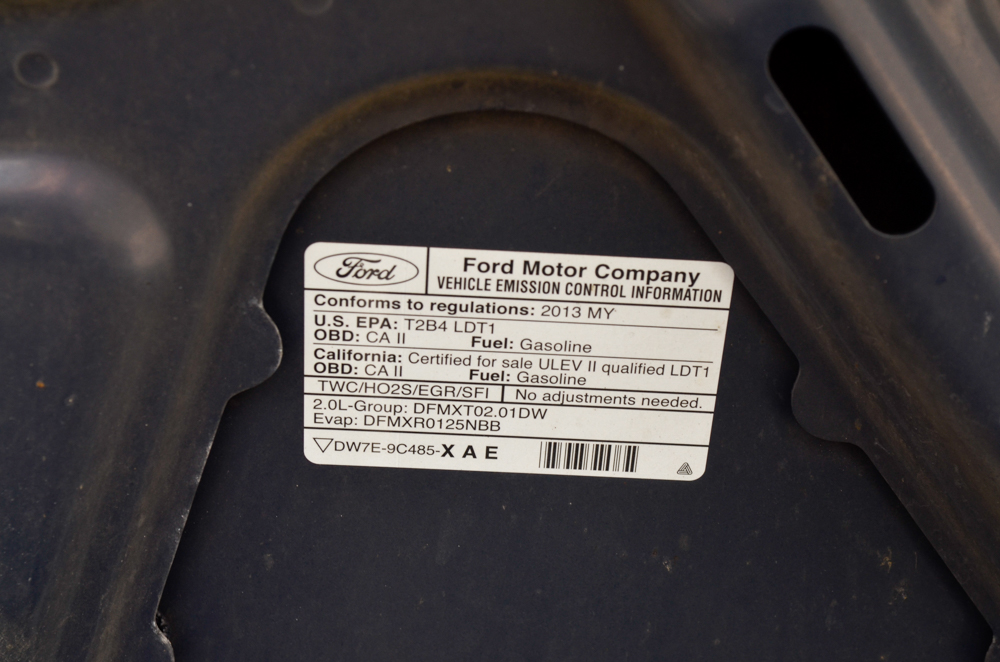 Ford
Ford Motor Company
VEHICLE EMISSION CONTROL INFORMATION
Conforms to regulations: 2013 MY
U.S. EPA: T2B4 LDT1
OBD: CA II Fuel: Gasoline
California: Certified for sale ULEV II qualified LDT1
OBD: CA II Fuel: Gasoline
TWC/HO2S/EGR/SFI No adjustments needed.
2.0L-Group: DFMXT02.01DW
Evap: DFMXR0125NBB
DW7E-9C485-X A E